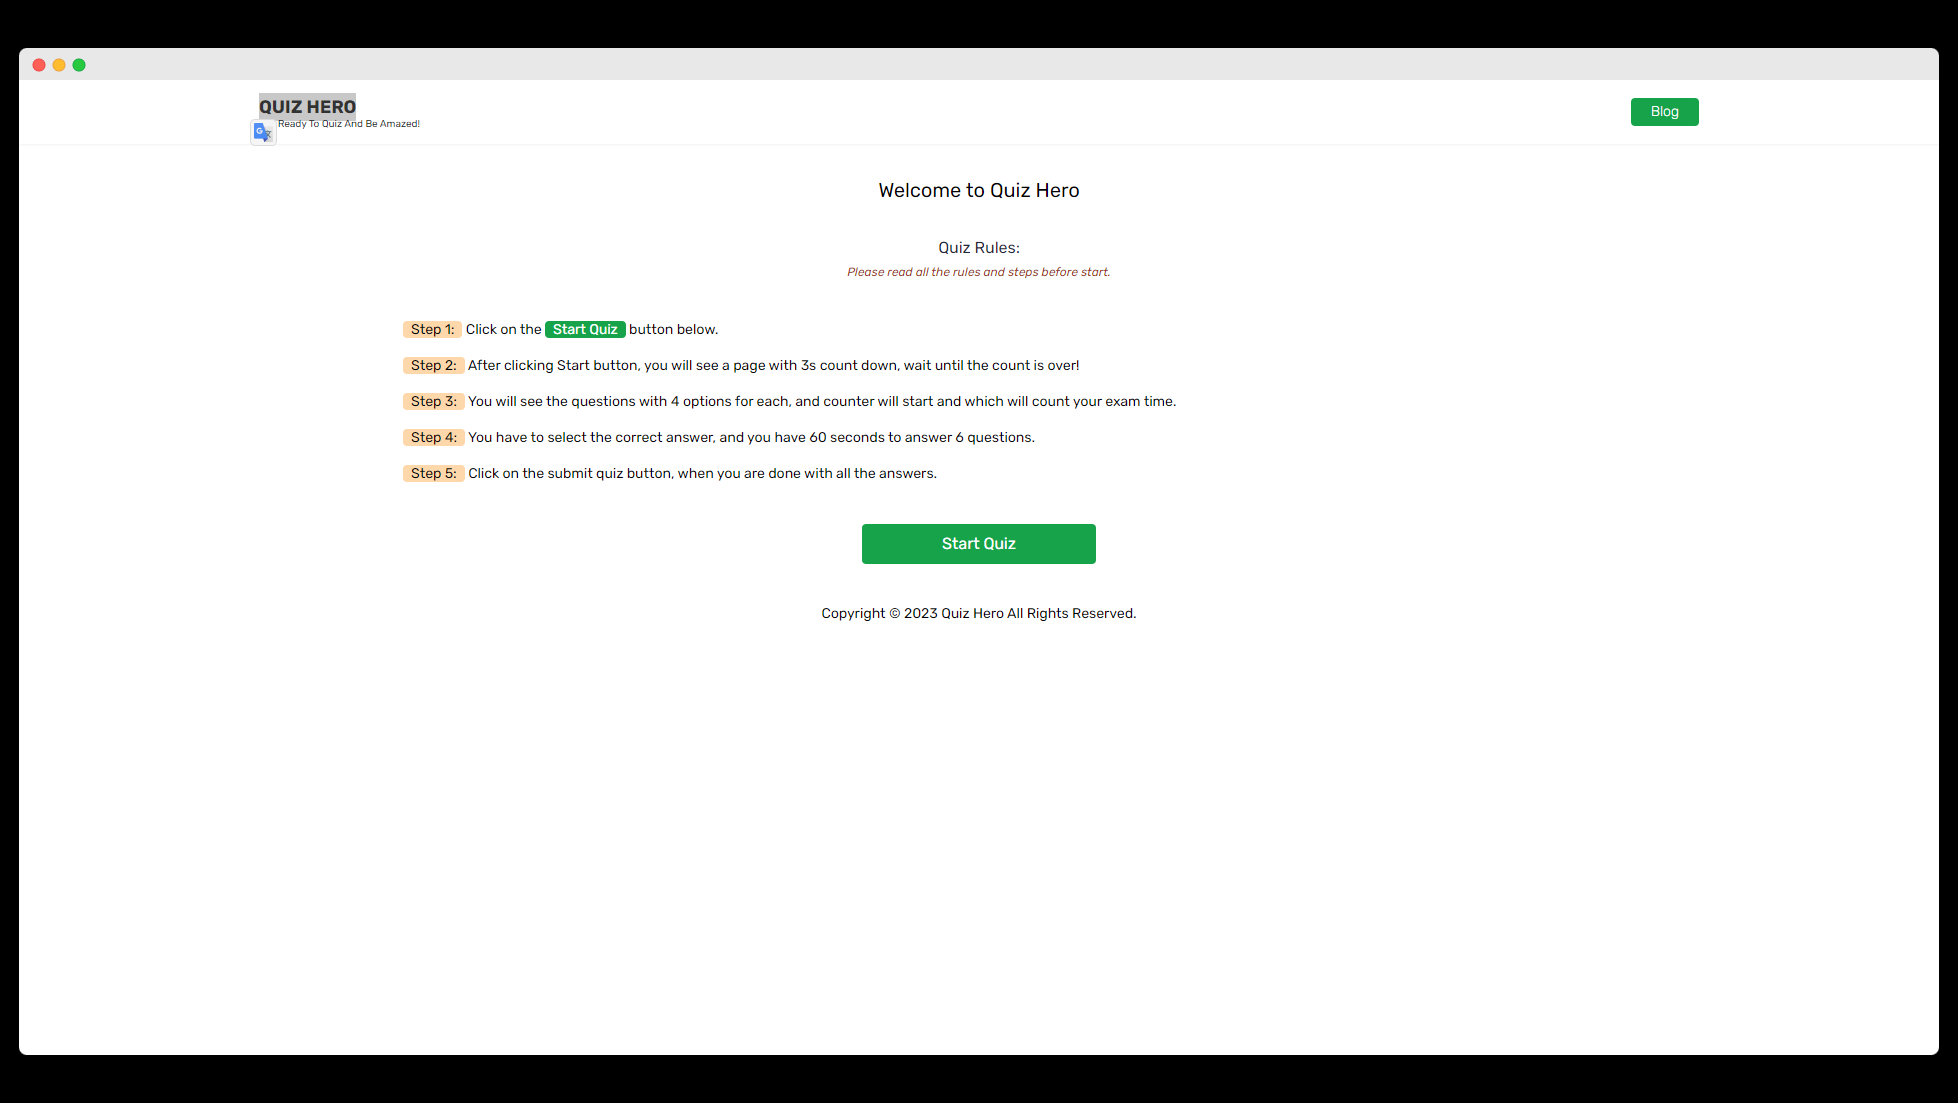 QUIZ HERO
Ready To Quiz And Be Amazed!
Blog
Welcome to Quiz Hero
Quiz Rules:
Please read all the rules and steps before start.
Step 1: Click on the Start Quiz button below.
Step 2: After clicking Start button, you will see a page with 3s count down, wait until the count is over!
Step 3: You will see the questions with 4 options for each, and counter will start and which will count your exam time.
Step 4: You have to select the correct answer, and you have 60 seconds to answer 6 questions.
Step 5: Click on the submit quiz button, when you are done with all the answers.
Start Quiz
Copyright © 2023 Quiz Hero All Rights Reserved.